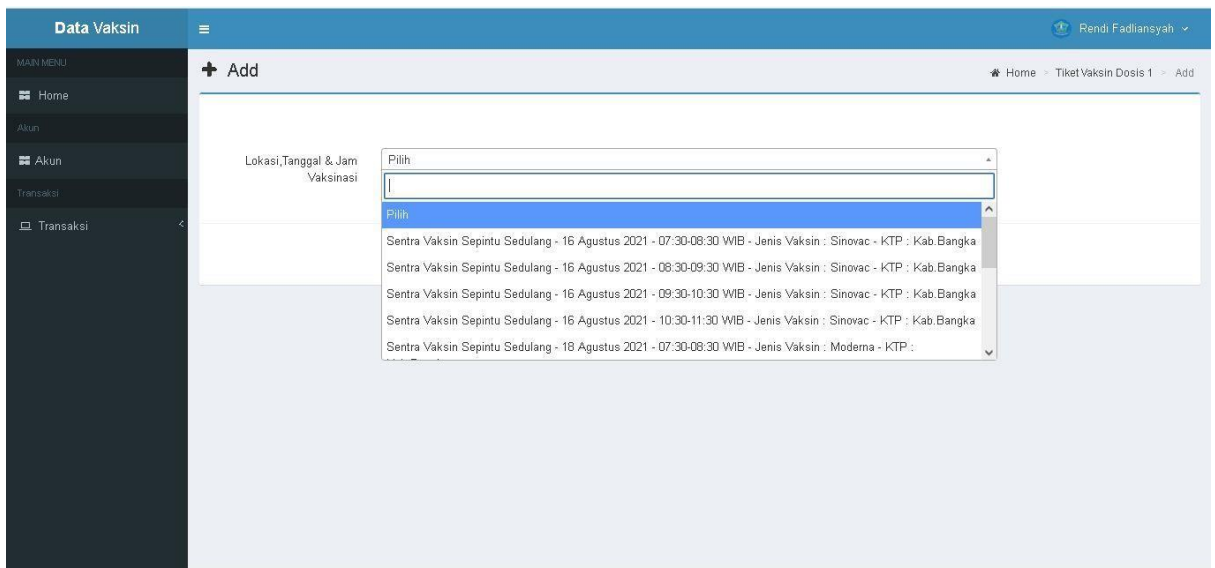 Data Vaksin
Rendi Fadliansyah
MAIN MENU
Add
Home > Tiket Vaksin Dosis 1 > Add
Home
Akun
Akun
Lokasi,Tanggal & Jam
Vaksinasi
Pilih
Transaksi
Transaksi
Pilih
Sentra Vaksin Sepintu Sedulang - 16 Agustus 2021 - 07:30-08:30 WIB - Jenis Vaksin : Sinovac - KTP : Kab.Bangka
Sentra Vaksin Sepintu Sedulang - 16 Agustus 2021 - 08:30-09:30 WIB - Jenis Vaksin : Sinovac - KTP : Kab.Bangka
Sentra Vaksin Sepintu Sedulang - 16 Agustus 2021 - 09:30-10:30 WIB - Jenis Vaksin : Sinovac - KTP : Kab.Bangka
Sentra Vaksin Sepintu Sedulang - 16 Agustus 2021 - 10:30-11:30 WIB - Jenis Vaksin : Sinovac - KTP : Kab.Bangka
Sentra Vaksin Sepintu Sedulang - 18 Agustus 2021 - 07:30-08:30 WIB - Jenis Vaksin : Moderna - KTP :